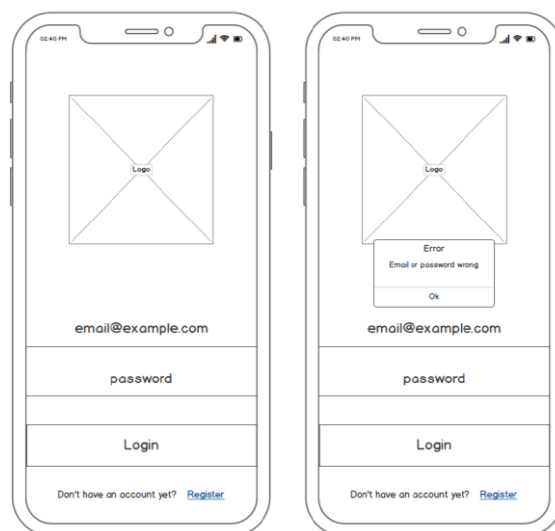 02:40 PM
Logo
email@example.com
password
Login
Don't have an account yet? Register
02:40 PM
Logo
Error
Email or password wrong
Ok
email@example.com
password
Login
Don't have an account yet? Register